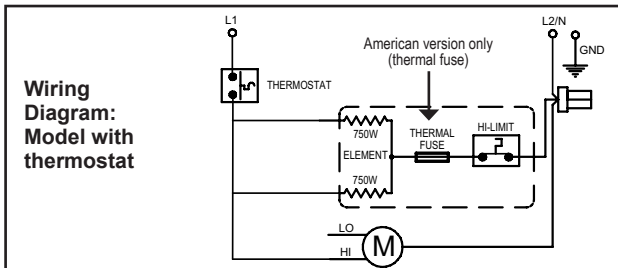 Wiring
Diagram:
Model with
thermostat
L1
THERMOSTAT
American version only
(thermal fuse)
L2/N
GND
750W
ELEMENT
THERMAL
FUSE
HI-LIMIT
750W
LO
HI
M